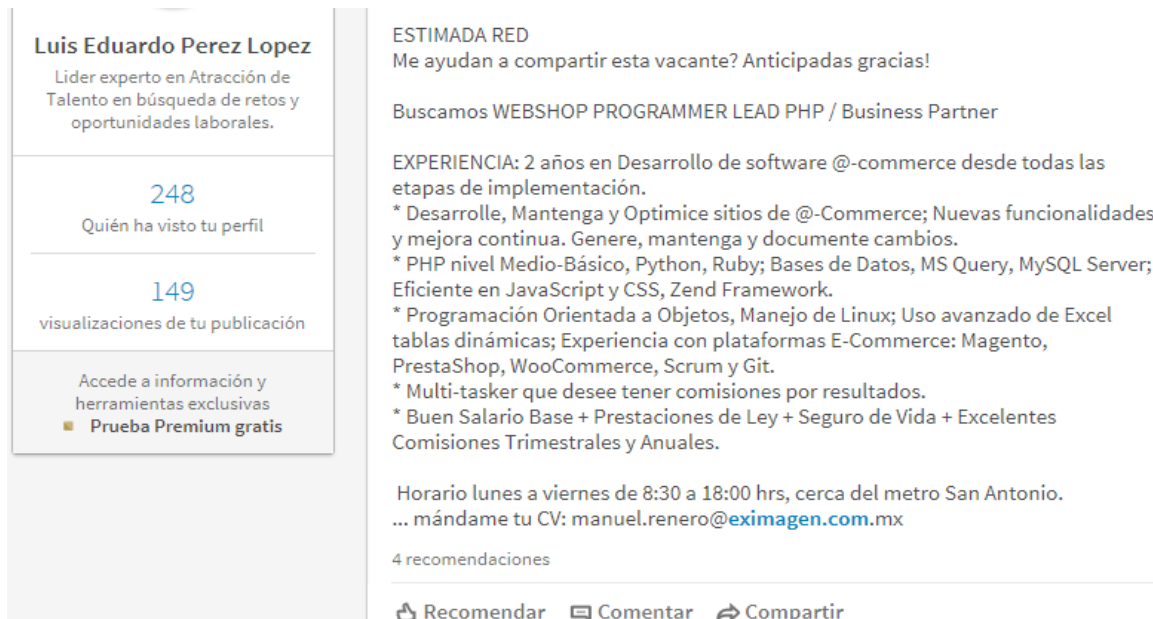 Luis Eduardo Perez Lopez
Lider experto en Atracción de
Talento en búsqueda de retos y
oportunidades laborales.
248
Quién ha visto tu perfil
149
visualizaciones de tu publicación
Accede a información y
herramientas exclusivas
Prueba Premium gratis
ESTIMADA RED
Me ayudan a compartir esta vacante? Anticipadas gracias!
Buscamos WEBSHOP PROGRAMMER LEAD PHP / Business Partner
EXPERIENCIA: 2 años en Desarrollo de software @-commerce desde todas las
etapas de implementación.
* Desarrolle, Mantenga y Optimice sitios de @-Commerce; Nuevas funcionalidades
y mejora continua. Genere, mantenga y documente cambios.
* PHP nivel Medio-Básico, Python, Ruby; Bases de Datos, MS Query, MySQL Server;
Eficiente en JavaScript y CSS, Zend Framework.
* Programación Orientada a Objetos, Manejo de Linux; Uso avanzado de Excel
tablas dinámicas; Experiencia con plataformas E-Commerce: Magento,
PrestaShop, WooCommerce, Scrum y Git.
* Multi-tasker que desee tener comisiones por resultados.
* Buen Salario Base + Prestaciones de Ley + Seguro de Vida + Excelentes
Comisiones Trimestrales y Anuales.
Horario lunes a viernes de 8:30 a 18:00 hrs, cerca del metro San Antonio.
... mándame tu CV: manuel.renero@eximagen.com.mx
4 recomendaciones
Recomendar Comentar Compartir